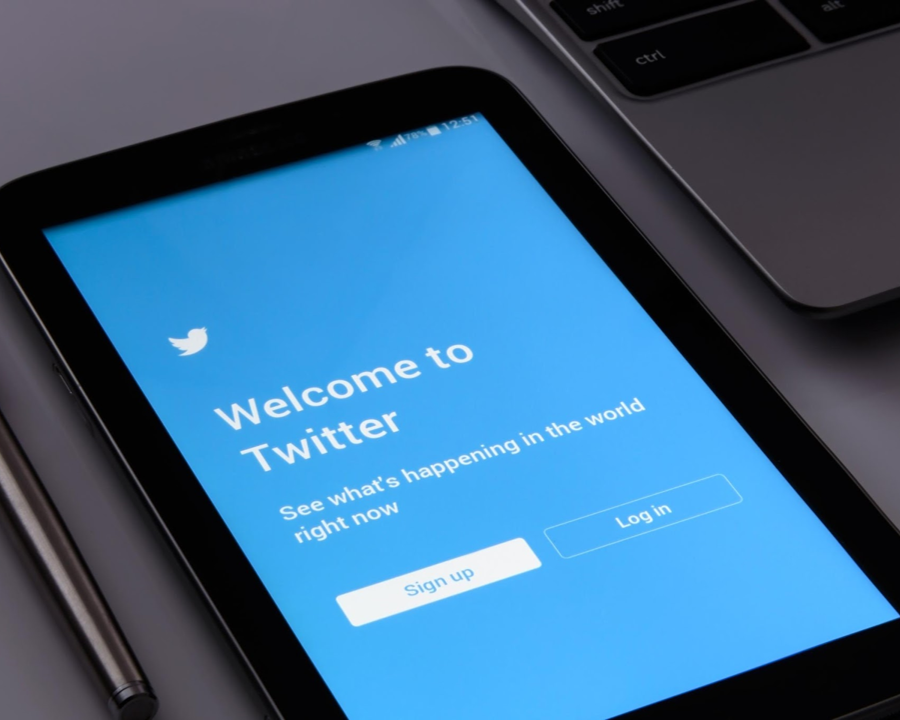 shift
alt
ctrl
78% 12:51
Welcome to
Twitter
See what's happening in the world
right now
Log in
Sign up